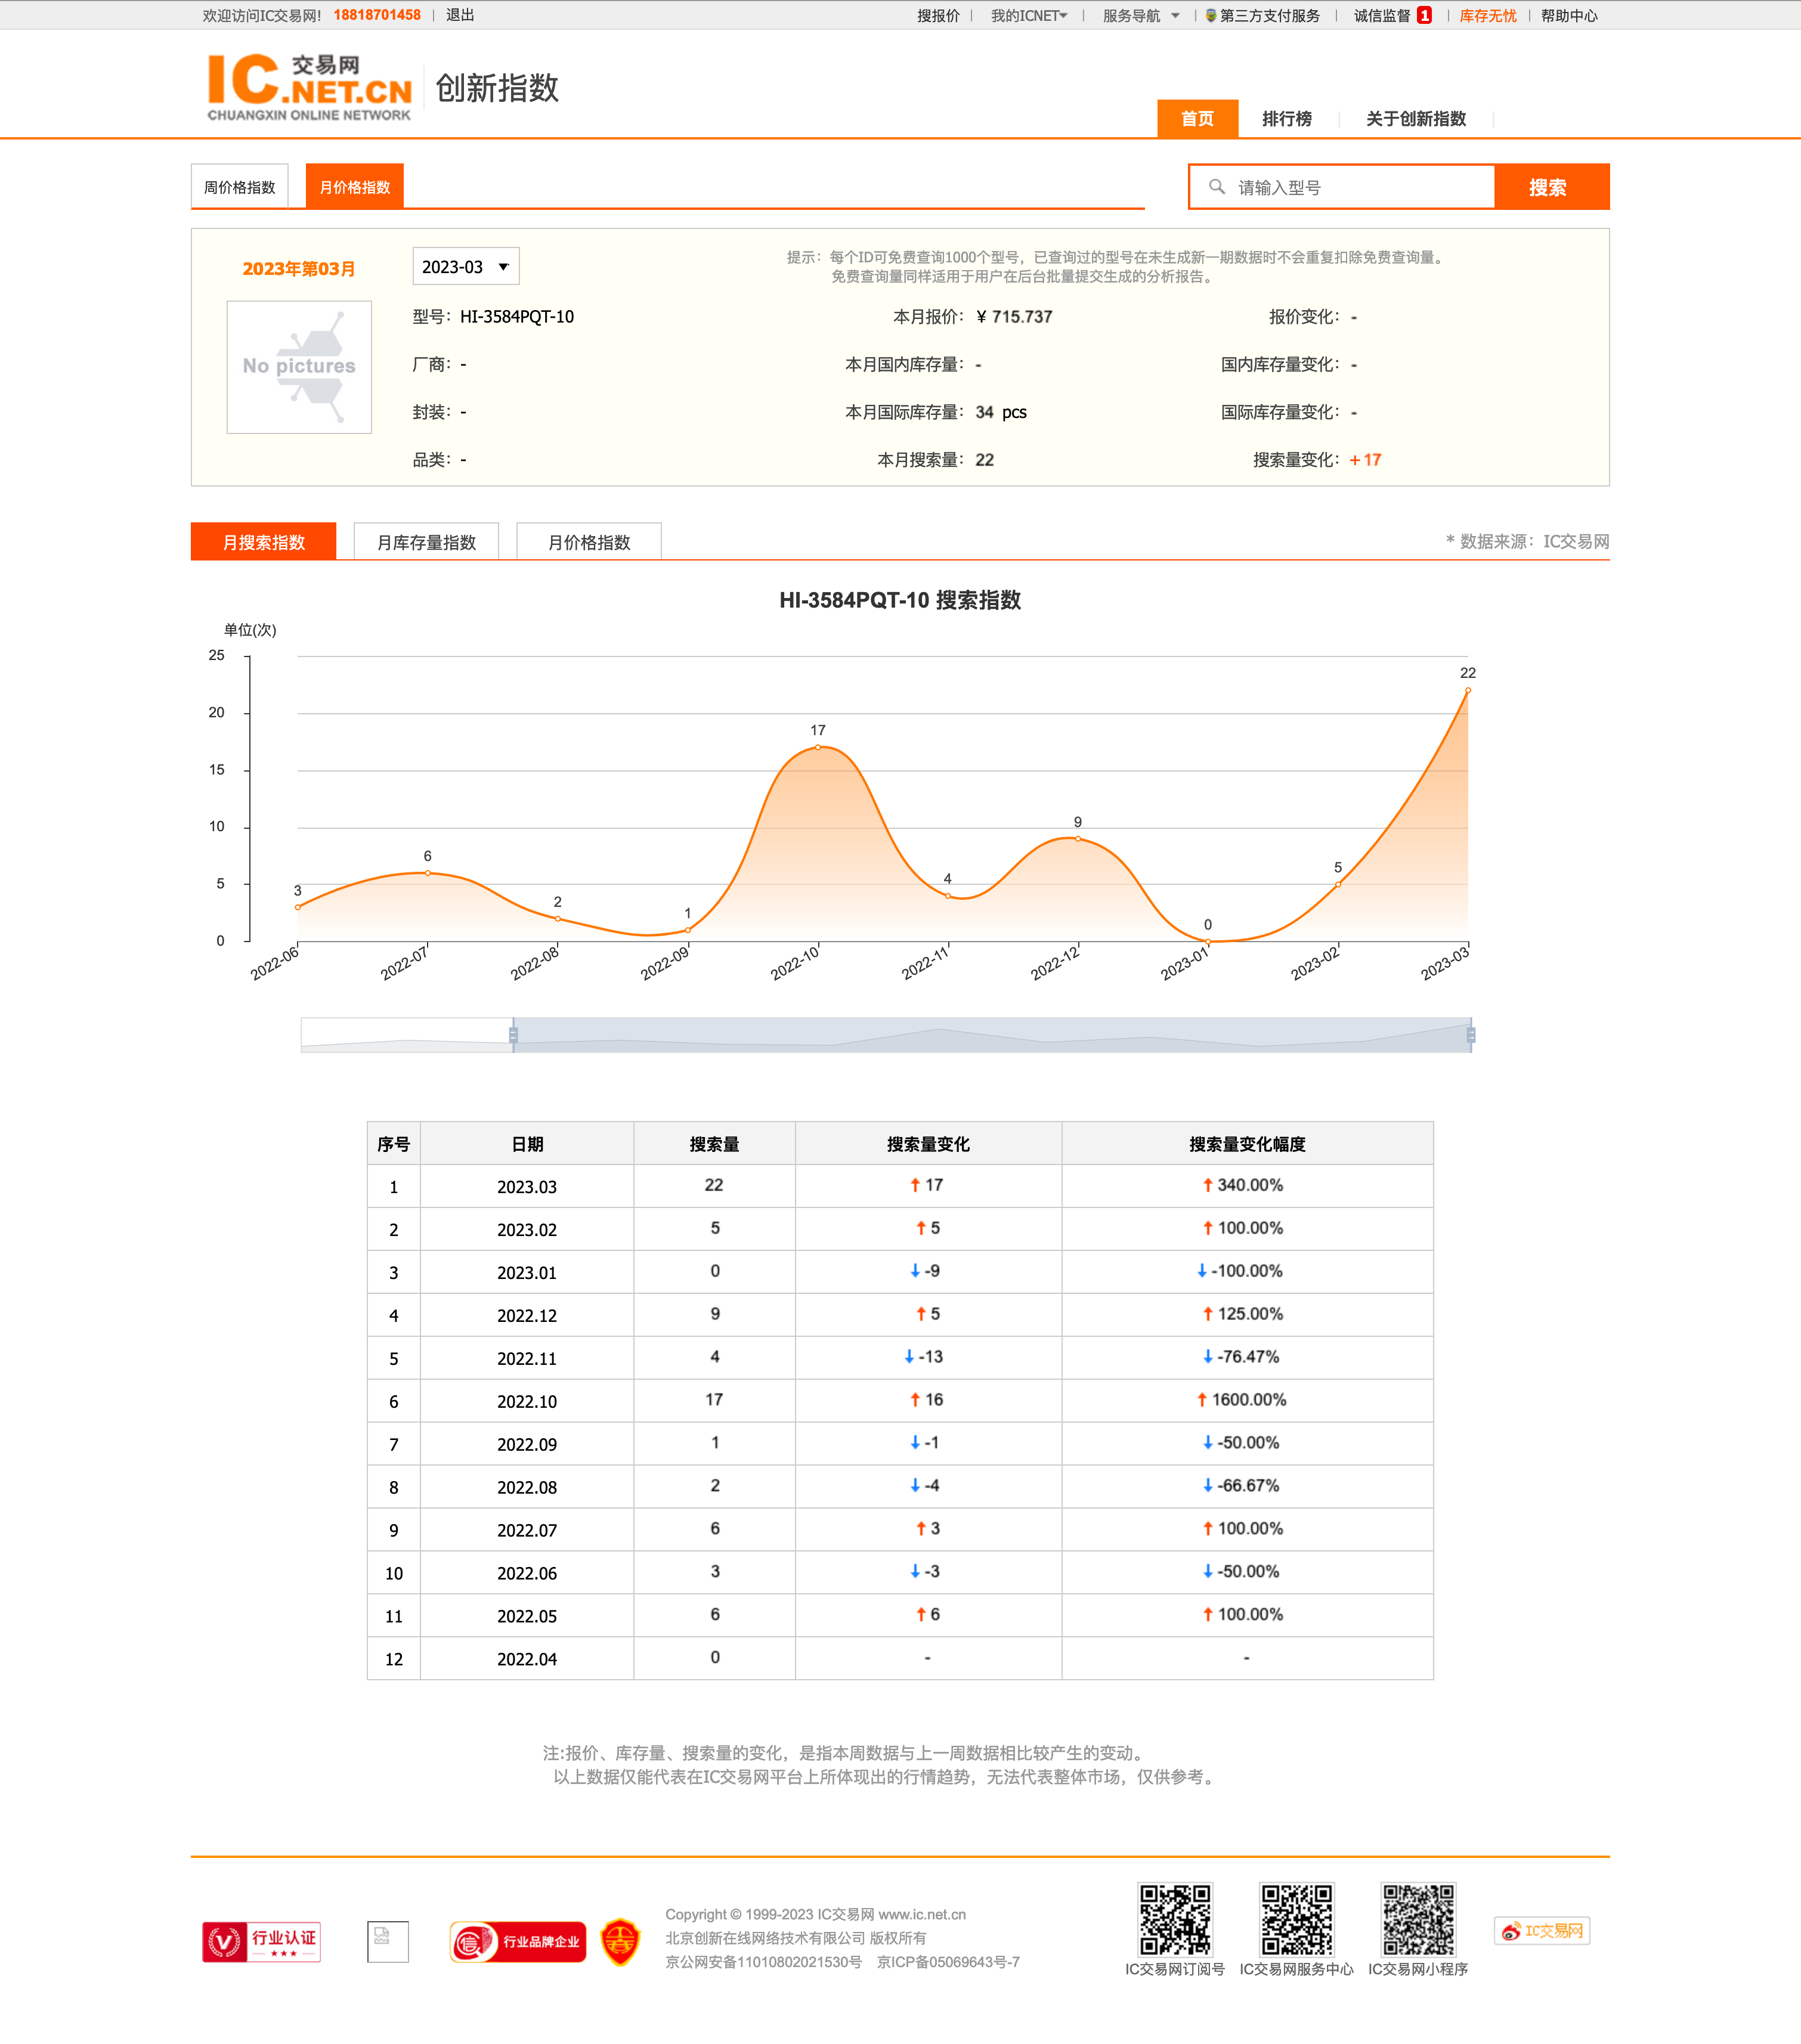 欢迎访问IC交易网! 18818701458 | 退出 搜报价 | 我的ICNET | 服务导航 | 第三方支付服务 | 诚信监督 1 | 库存无忧 | 帮助中心
IC交易网.NET.CN 创新指数
CHUANGXIN ONLINE NETWORK
首页 排行榜 关于创新指数
周价格指数 月价格指数 请输入型号 搜索
2023年第03月 2023-03
提示：每个ID可免费查询1000个型号，已查询过的型号在未生成新一期数据时不会重复扣除免费查询量。
免费查询量同样适用于用户在后台批量提交生成的分析报告。
No pictures
型号：HI-3584PQT-10 本月报价：¥ 715.737 报价变化：-
厂商：- 本月国内库存量：- 国内库存量变化：-
封装：- 本月国际库存量：34 pcs 国际库存量变化：-
品类：- 本月搜索量：22 搜索量变化：+17
月搜索指数 月库存量指数 月价格指数 * 数据来源：IC交易网
HI-3584PQT-10 搜索指数
单位(次)
25
20
15
10
5
0
3 6 2 1 17 4 9 0 5 22
2022-06 2022-07 2022-08 2022-09 2022-10 2022-11 2022-12 2023-01 2023-02 2023-03
序号 日期 搜索量 搜索量变化 搜索量变化幅度
1 2023.03 22 ↑ 17 ↑ 340.00%
2 2023.02 5 ↑ 5 ↑ 100.00%
3 2023.01 0 ↓ -9 ↓ -100.00%
4 2022.12 9 ↑ 5 ↑ 125.00%
5 2022.11 4 ↓ -13 ↓ -76.47%
6 2022.10 17 ↑ 16 ↑ 1600.00%
7 2022.09 1 ↓ -1 ↓ -50.00%
8 2022.08 2 ↓ -4 ↓ -66.67%
9 2022.07 6 ↑ 3 ↑ 100.00%
10 2022.06 3 ↓ -3 ↓ -50.00%
11 2022.05 6 ↑ 6 ↑ 100.00%
12 2022.04 0 - -
注:报价、库存量、搜索量的变化，是指本周数据与上一周数据相比较产生的变动。
以上数据仅能代表在IC交易网平台上所体现出的行情趋势，无法代表整体市场，仅供参考。
行业认证
信 行业品牌企业
Copyright © 1999-2023 IC交易网 www.ic.net.cn
北京创新在线网络技术有限公司 版权所有
京公网安备11010802021530号 京ICP备05069643号-7
IC交易网订阅号 IC交易网服务中心 IC交易网小程序
IC交易网